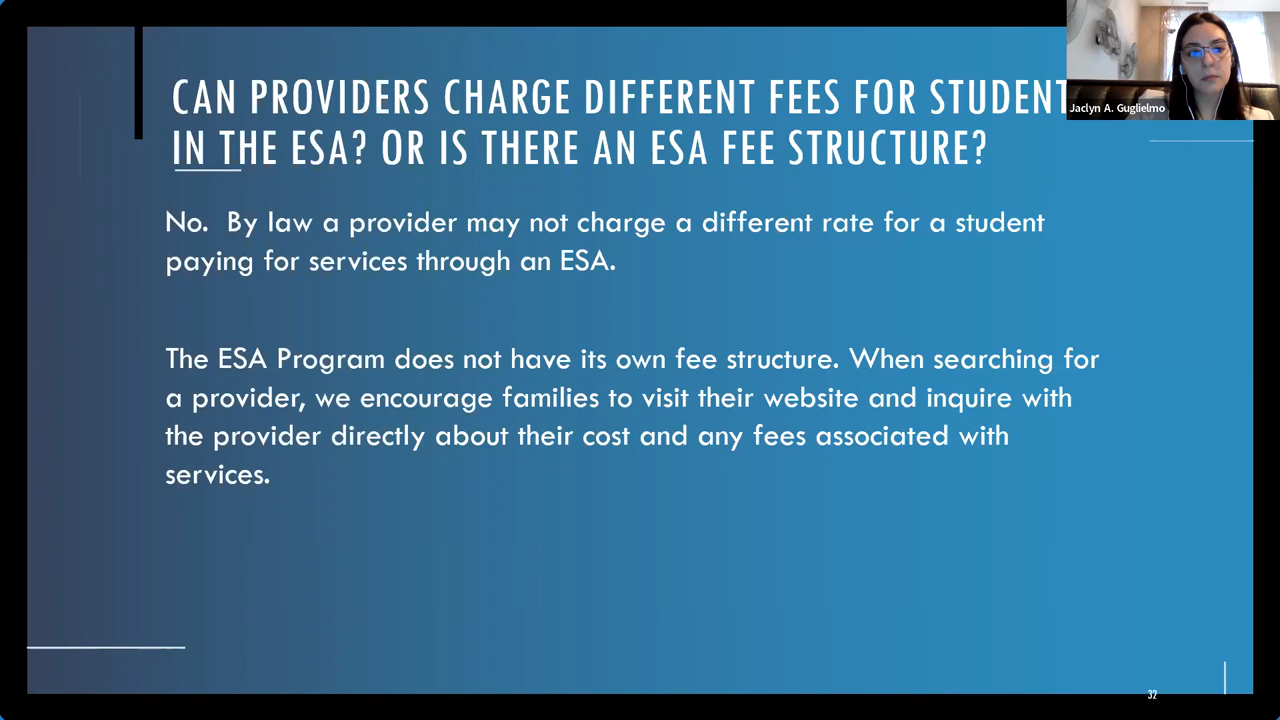 CAN PROVIDERS CHARGE DIFFERENT FEES FOR STUDENT
IN THE ESA? OR IS THERE AN ESA FEE STRUCTURE?
Jaclyn A. Guglielmo
No. By law a provider may not charge a different rate for a student
paying for services through an ESA.
The ESA Program does not have its own fee structure. When searching for
a provider, we encourage families to visit their website and inquire with
the provider directly about their cost and any fees associated with
services.
32